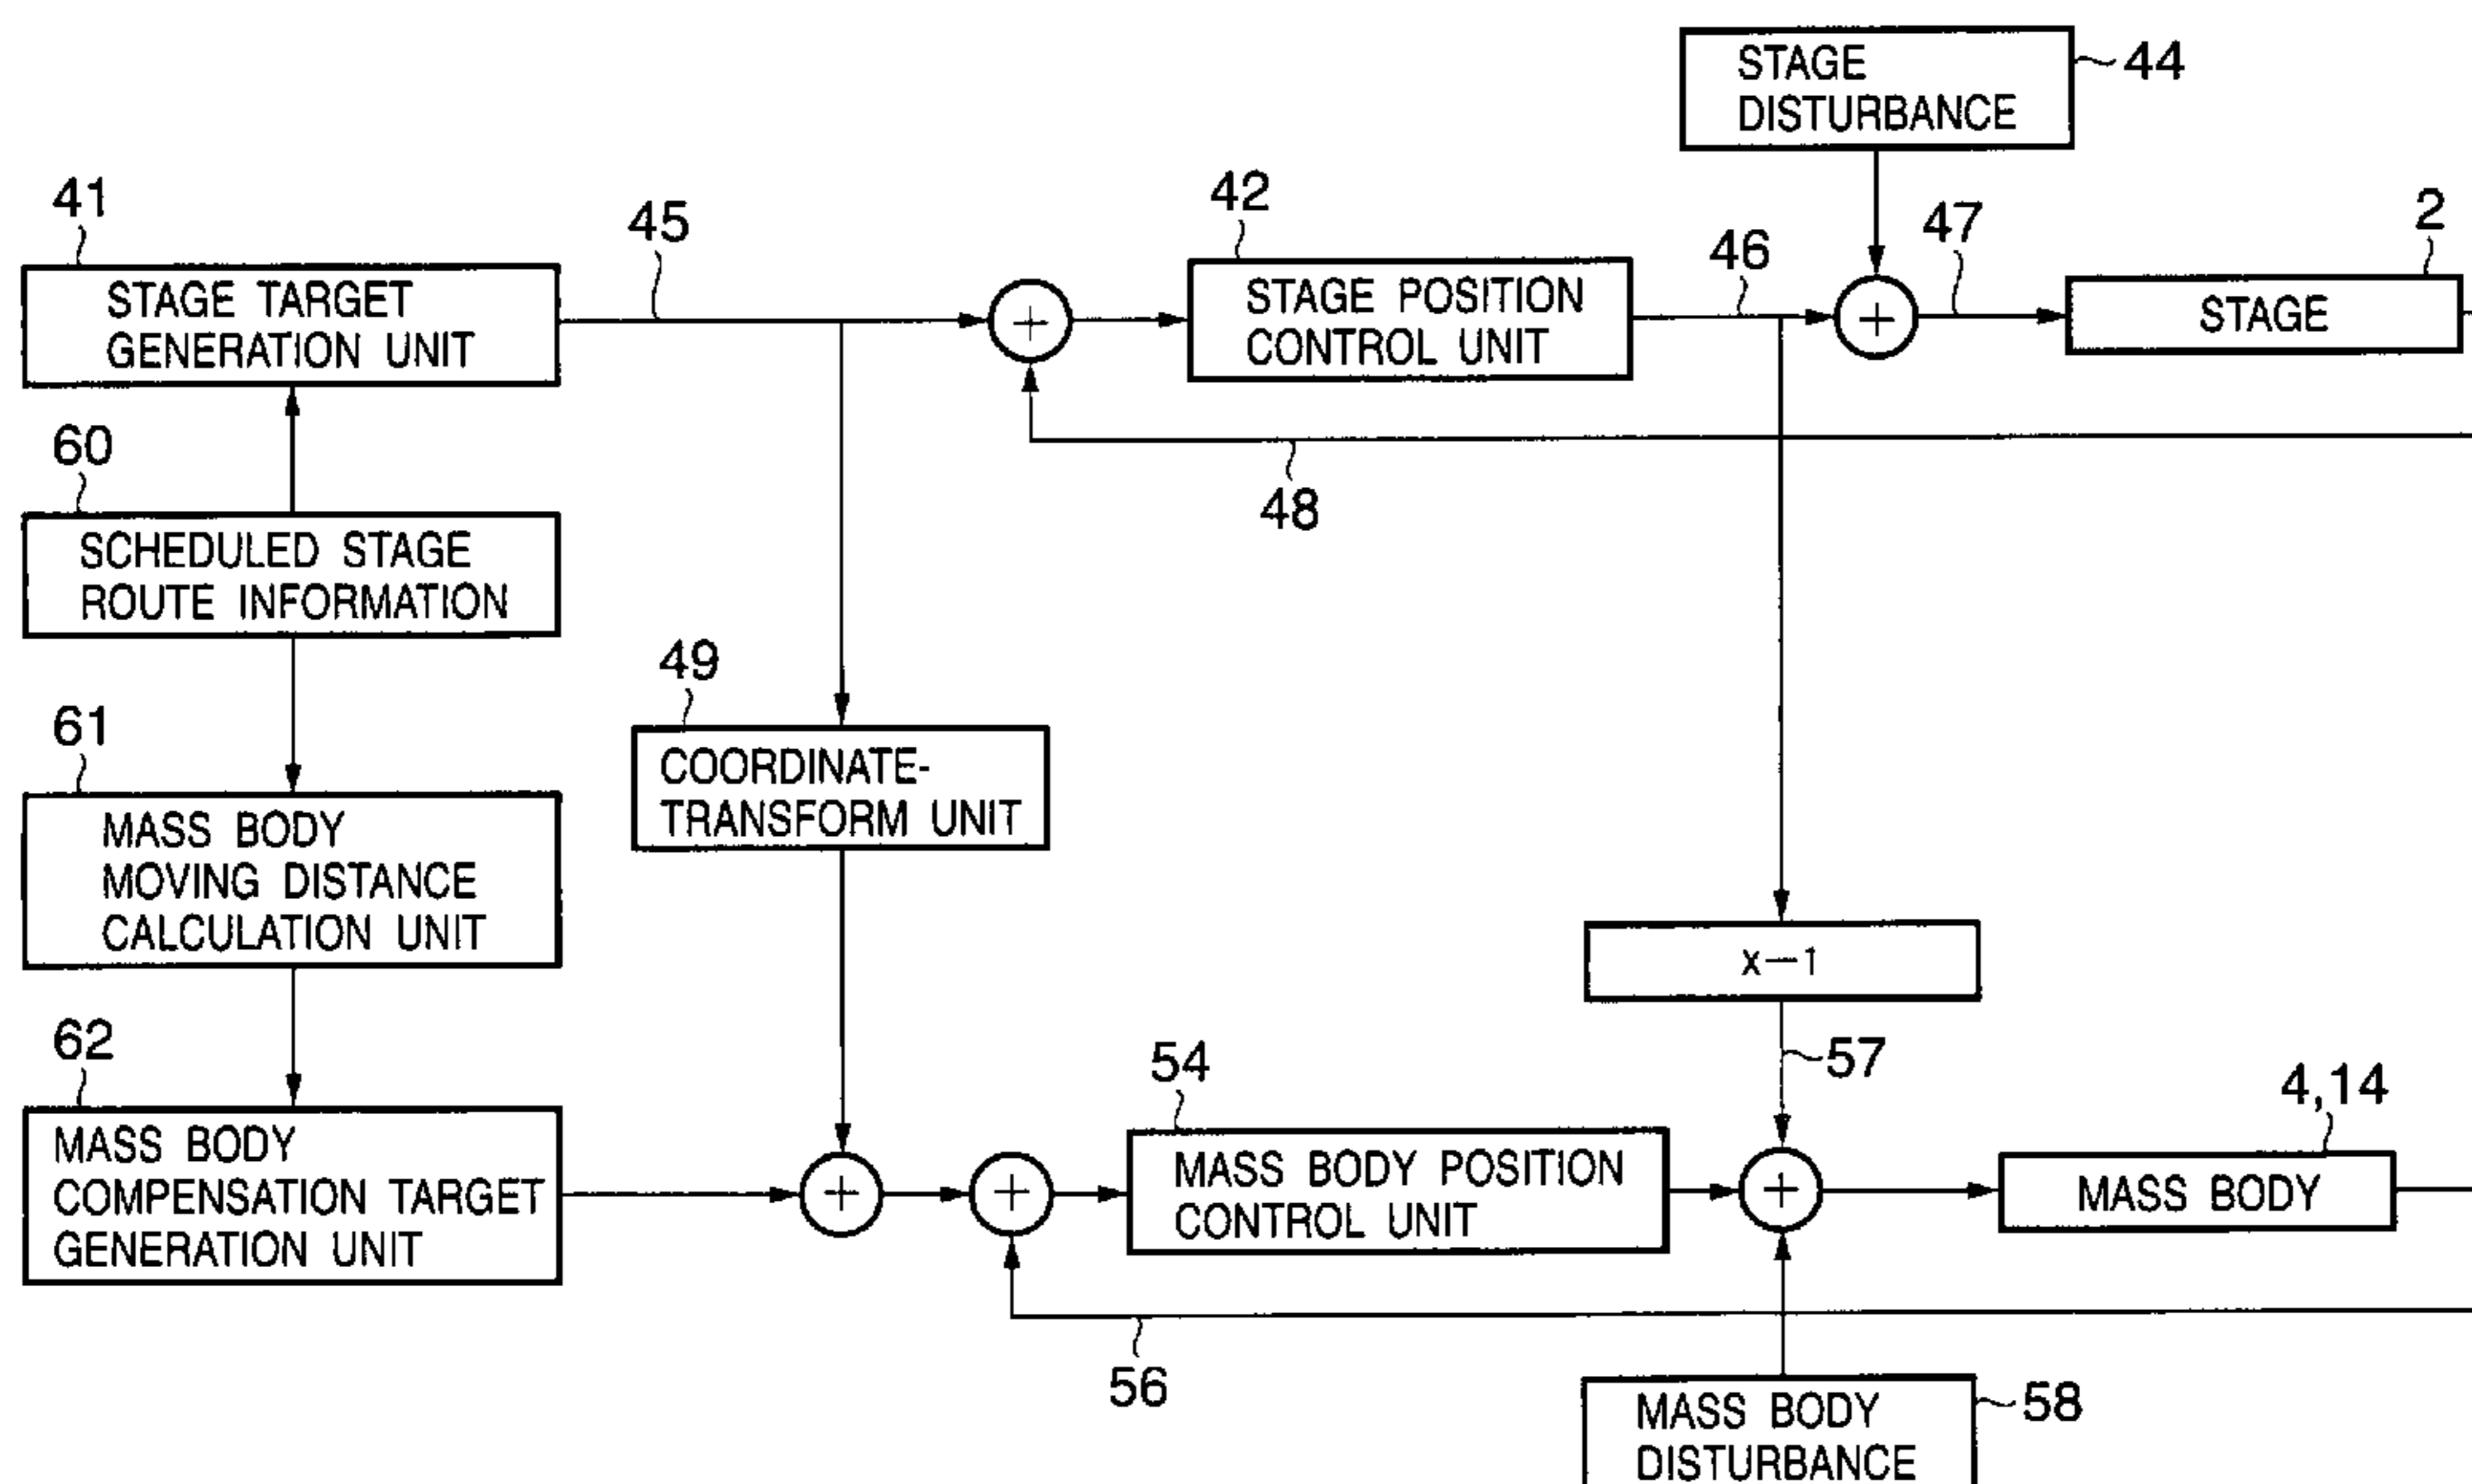 STAGE
DISTURBANCE
44
41
45
42
46
47
2
STAGE TARGET
GENERATION UNIT
+
STAGE POSITION
CONTROL UNIT
+
STAGE
48
60
SCHEDULED STAGE
ROUTE INFORMATION
49
COORDINATE-
TRANSFORM UNIT
61
MASS BODY
MOVING DISTANCE
CALCULATION UNIT
x-1
57
62
MASS BODY
COMPENSATION TARGET
GENERATION UNIT
+
+
54
MASS BODY POSITION
CONTROL UNIT
+
4,14
MASS BODY
56
MASS BODY
DISTURBANCE
58